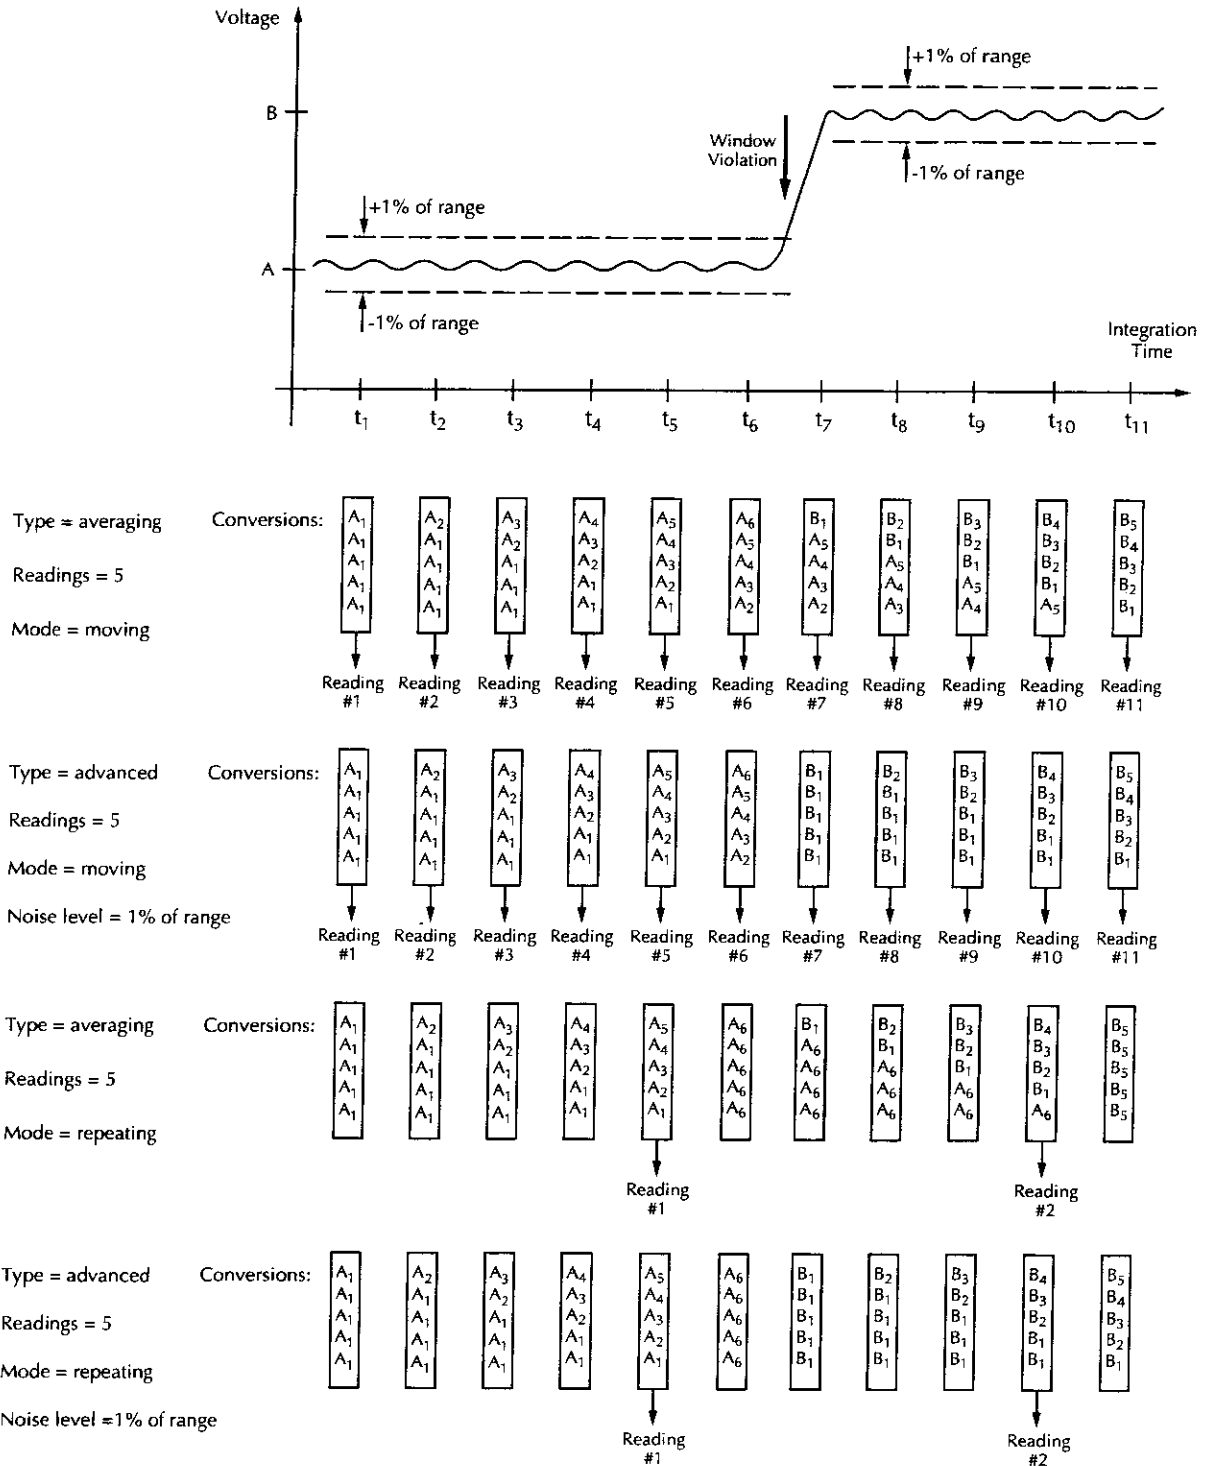 Voltage
+1% of range
B
Window
Violation
-1% of range
+1% of range
A
-1% of range
Integration
Time
t1 t2 t3 t4 t5 t6 t7 t8 t9 t10 t11
Type = averaging Conversions: A1 A2 A3 A4 A5 A6 B1 B2 B3 B4 B5
A1 A1 A2 A3 A4 A5 A5 B1 B2 B3 B4
Readings = 5 A1 A1 A1 A2 A3 A4 A4 A5 B1 B2 B3
A1 A1 A1 A1 A2 A3 A3 A4 A5 B1 B2
A1 A1 A1 A1 A1 A2 A2 A3 A4 A5 B1
Mode = moving
Reading Reading Reading Reading Reading Reading Reading Reading Reading Reading Reading
#1 #2 #3 #4 #5 #6 #7 #8 #9 #10 #11
Type = advanced Conversions: A1 A2 A3 A4 A5 A6 B1 B2 B3 B4 B5
A1 A1 A2 A3 A4 A5 B1 B1 B2 B3 B4
Readings = 5 A1 A1 A1 A2 A3 A4 B1 B1 B1 B2 B3
A1 A1 A1 A1 A2 A3 B1 B1 B1 B1 B2
A1 A1 A1 A1 A1 A2 B1 B1 B1 B1 B1
Mode = moving
Noise level = 1% of range
Reading Reading Reading Reading Reading Reading Reading Reading Reading Reading Reading
#1 #2 #3 #4 #5 #6 #7 #8 #9 #10 #11
Type = averaging Conversions: A1 A2 A3 A4 A5 A6 B1 B2 B3 B4 B5
A1 A1 A2 A3 A4 A6 A6 B1 B2 B3 B5
Readings = 5 A1 A1 A1 A2 A3 A6 A6 A6 B1 B2 B5
A1 A1 A1 A1 A2 A6 A6 A6 A6 B1 B5
A1 A1 A1 A1 A1 A6 A6 A6 A6 A6 B5
Mode = repeating
Reading Reading
#1 #2
Type = advanced Conversions: A1 A2 A3 A4 A5 A6 B1 B2 B3 B4 B5
A1 A1 A2 A3 A4 A6 B1 B1 B2 B3 B4
Readings = 5 A1 A1 A1 A2 A3 A6 B1 B1 B1 B2 B3
A1 A1 A1 A1 A2 A6 B1 B1 B1 B1 B2
A1 A1 A1 A1 A1 A6 B1 B1 B1 B1 B1
Mode = repeating
Noise level =1% of range
Reading Reading
#1 #2